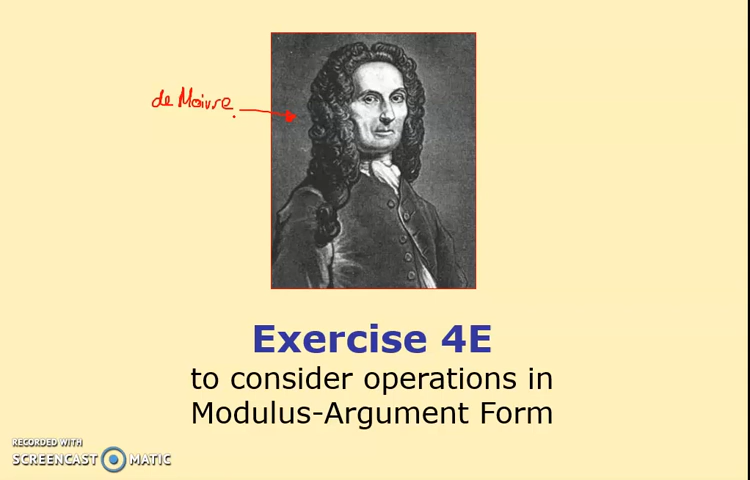 de Moivre
Exercise 4E
to consider operations in
Modulus-Argument Form
RECORDED WITH
SCREENCAST MATIC